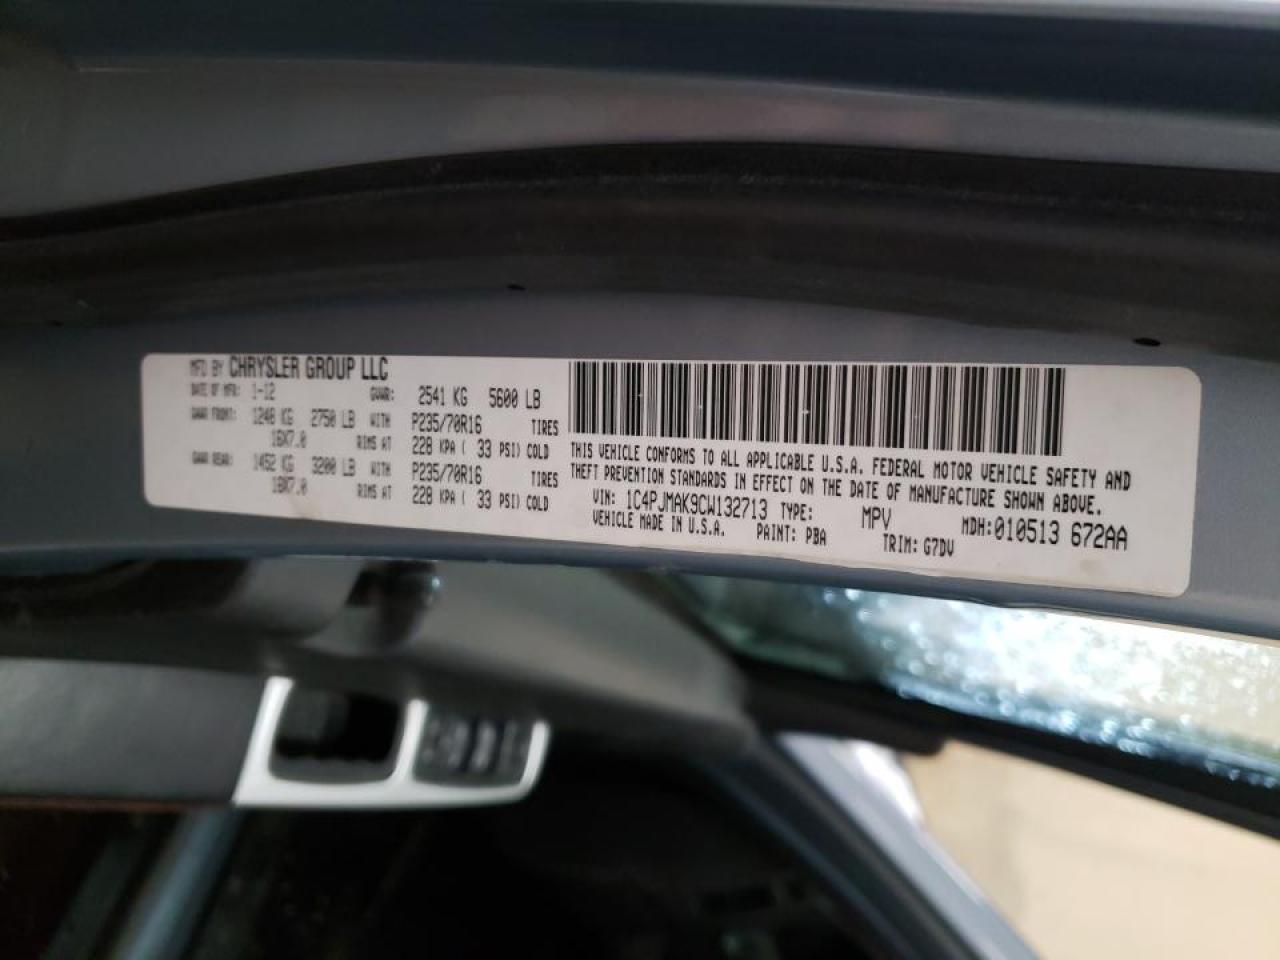 MFD BY CHRYSLER GROUP LLC
DATE OF MFR: 1-12 GVWR: 2541 KG 5600 LB
GAWR FRONT: 1248 KG 2750 LB WITH P235/70R16 TIRES
16X7.0 RIMS AT 228 KPA ( 33 PSI) COLD
GAWR REAR: 1452 KG 3200 LB WITH P235/70R16 TIRES
16X7.0 RIMS AT 228 KPA ( 33 PSI) COLD
THIS VEHICLE CONFORMS TO ALL APPLICABLE U.S.A. FEDERAL MOTOR VEHICLE SAFETY AND
THEFT PREVENTION STANDARDS IN EFFECT ON THE DATE OF MANUFACTURE SHOWN ABOVE.
VIN: 1C4PJMAK9CW132713 TYPE: MPV MDH:010513 672AA
VEHICLE MADE IN U.S.A. PAINT: PBA TRIM: G7DV